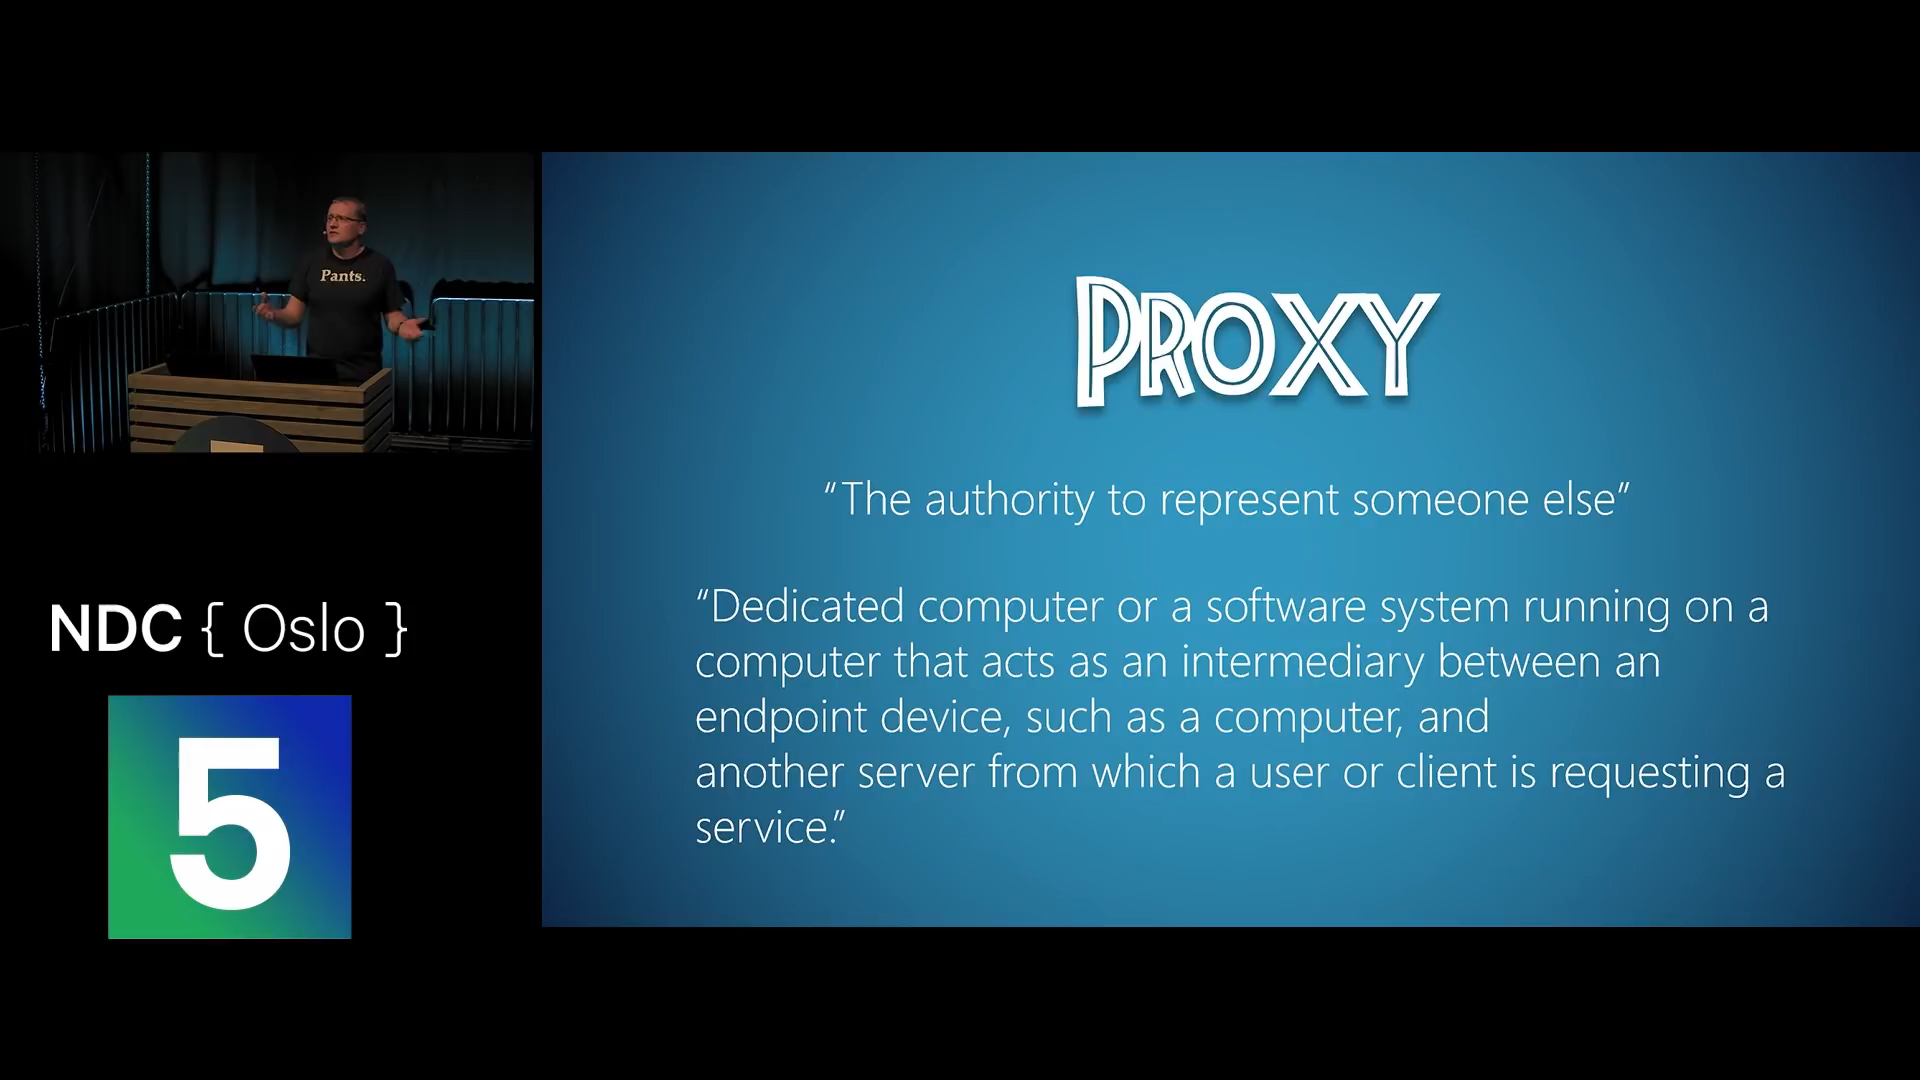 Pants.
NDC { Oslo }
5
PROXY
“The authority to represent someone else”
“Dedicated computer or a software system running on a
computer that acts as an intermediary between an
endpoint device, such as a computer, and
another server from which a user or client is requesting a
service.”